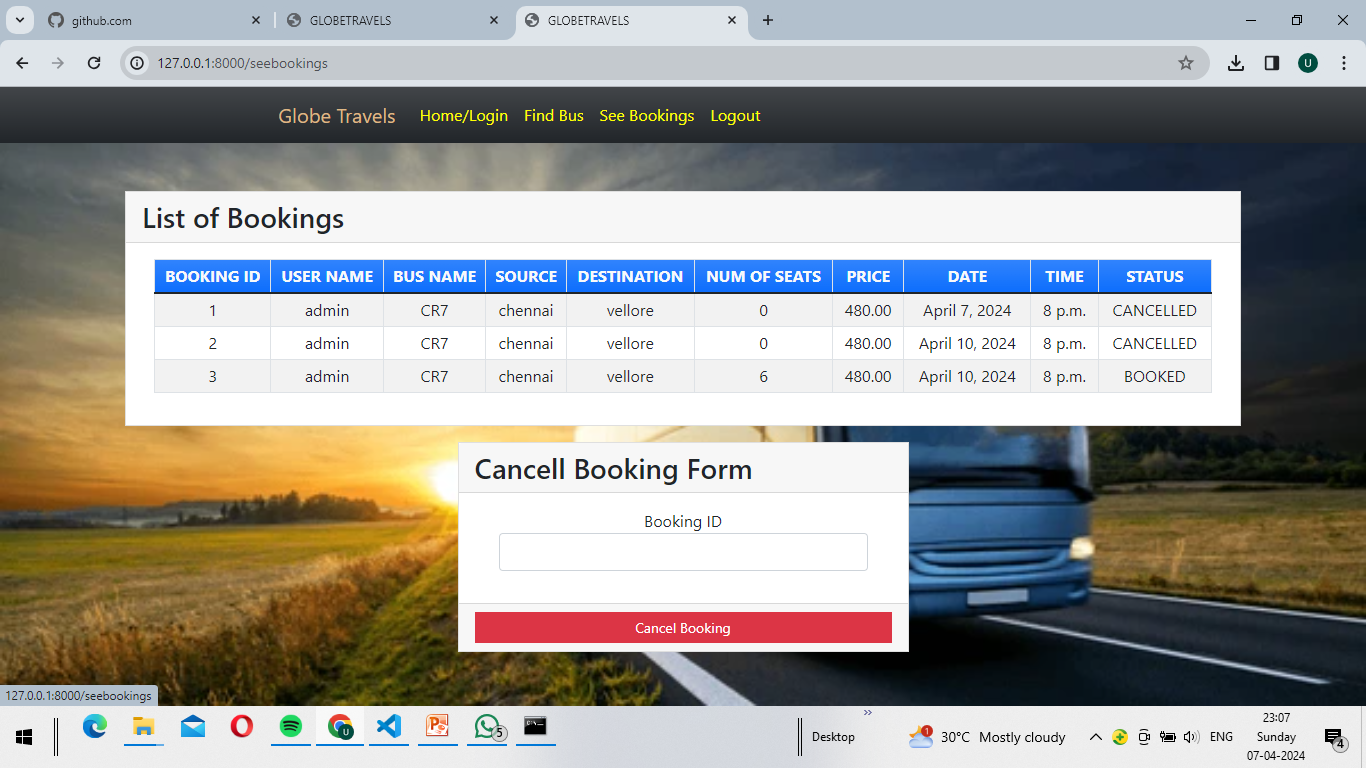 github.com
GLOBETRAVELS
GLOBETRAVELS
127.0.0.1:8000/seebookings
U
Globe Travels Home/Login Find Bus See Bookings Logout
List of Bookings
BOOKING ID USER NAME BUS NAME SOURCE DESTINATION NUM OF SEATS PRICE DATE TIME STATUS
1 admin CR7 chennai vellore 0 480.00 April 7, 2024 8 p.m. CANCELLED
2 admin CR7 chennai vellore 0 480.00 April 10, 2024 8 p.m. CANCELLED
3 admin CR7 chennai vellore 6 480.00 April 10, 2024 8 p.m. BOOKED
Cancell Booking Form
Booking ID
Cancel Booking
127.0.0.1:8000/seebookings
U
5
Desktop
1
30°C Mostly cloudy
ENG
23:07
Sunday
07-04-2024
4